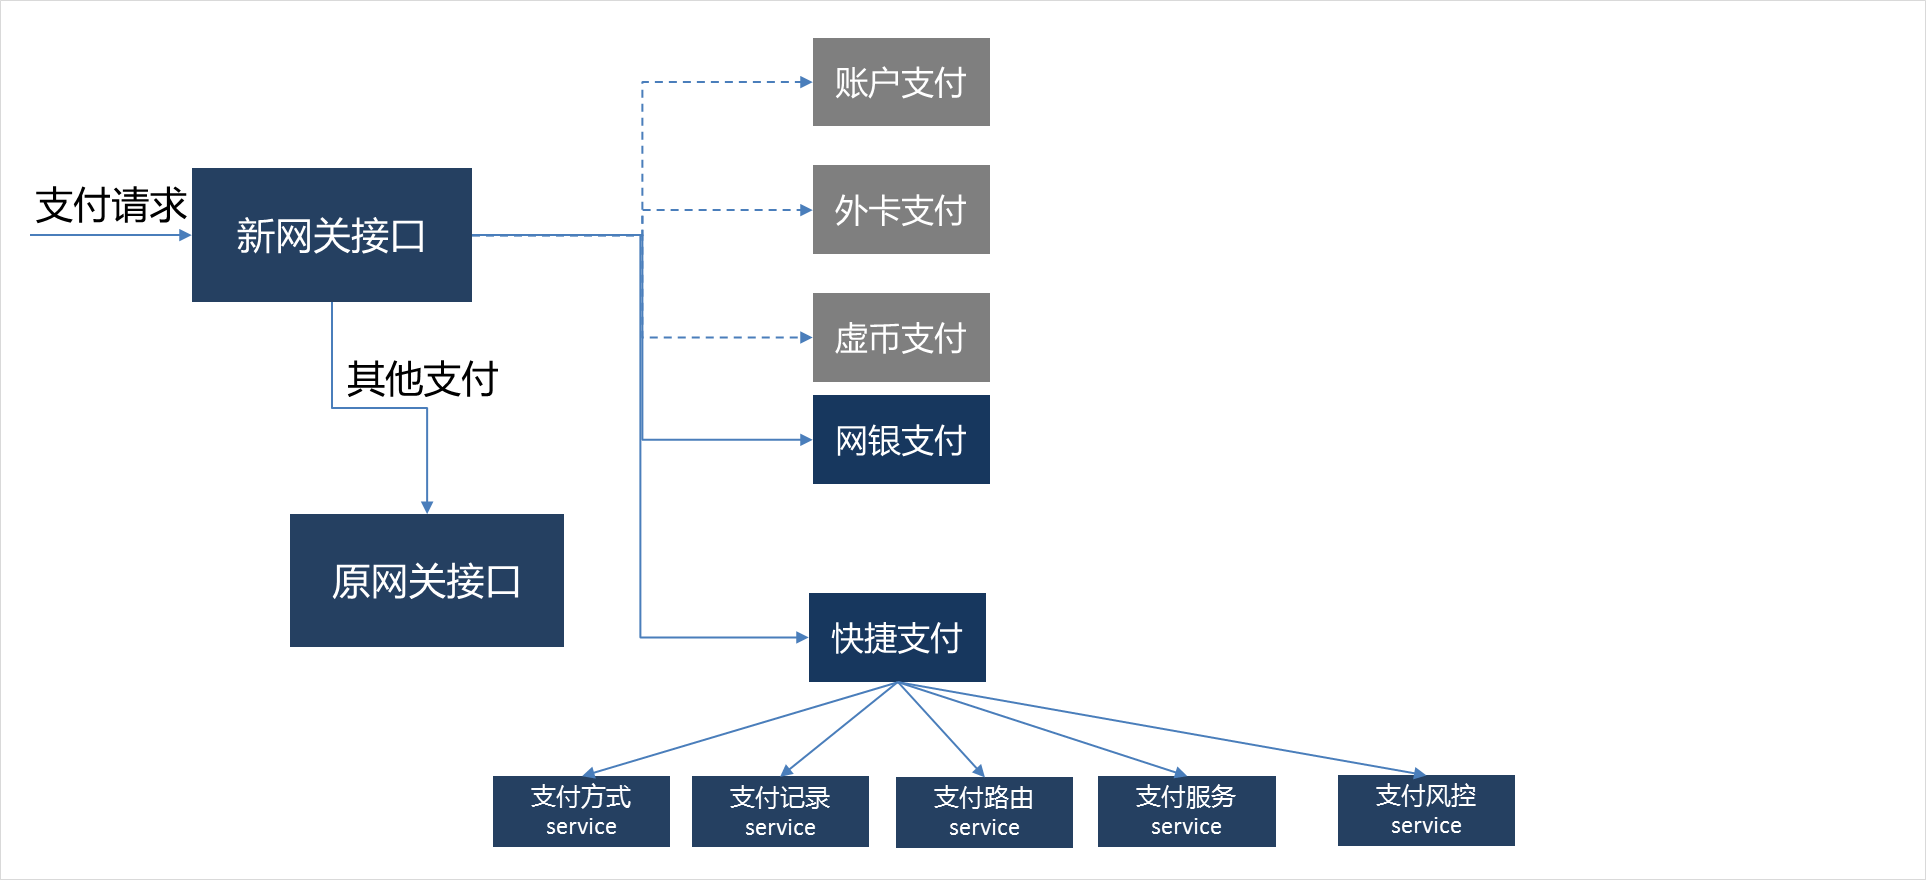 账户支付
支付请求
新网关接口
外卡支付
虚币支付
其他支付
网银支付
原网关接口
快捷支付
支付方式
service
支付记录
service
支付路由
service
支付服务
service
支付风控
service